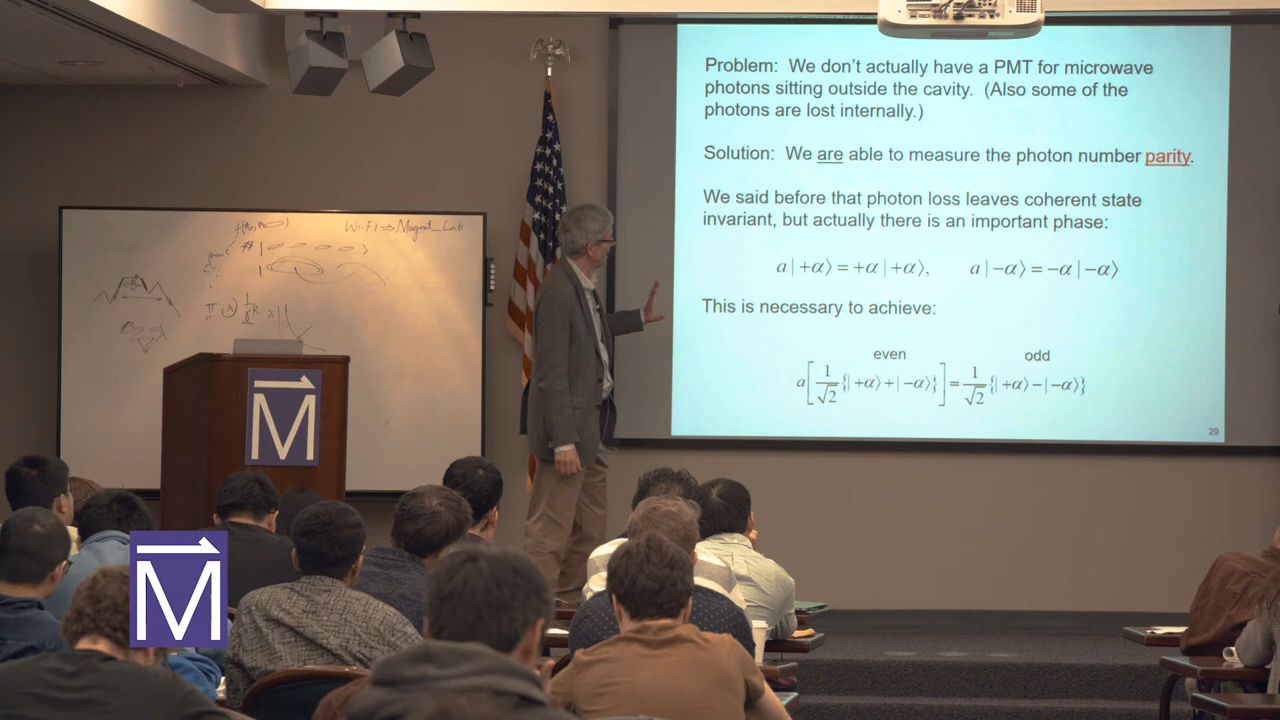 Problem: We don't actually have a PMT for microwave
photons sitting outside the cavity. (Also some of the
photons are lost internally.)
Solution: We are able to measure the photon number parity.
We said before that photon loss leaves coherent state
invariant, but actually there is an important phase:
a | +α⟩ = +α | +α⟩, a | −α⟩ = −α | −α⟩
This is necessary to achieve:
even odd
a[1/√2 {| +α⟩ + | −α⟩}] = 1/√2 {| +α⟩ − | −α⟩}
29
Wi-Fi ⇒ Magnet_Lab
M
M